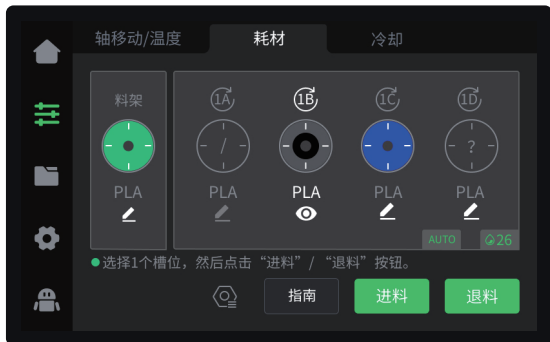 轴移动/温度 耗材 冷却
料架 1A 1B 1C 1D
/ ?
PLA PLA PLA PLA PLA
AUTO 26
选择1个槽位，然后点击“进料”/“退料”按钮。
指南 进料 退料